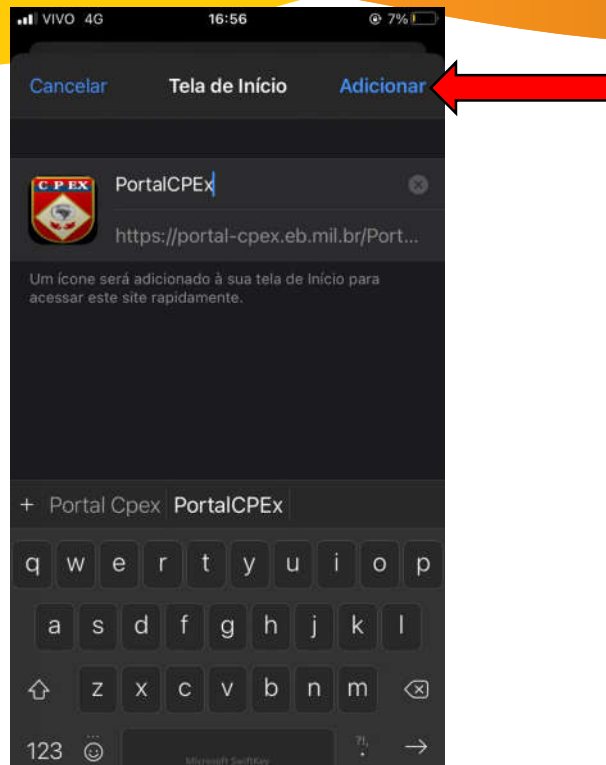 VIVO 4G 16:56 7%
Cancelar Tela de Início Adicionar
C P EX
PortalCPEx
https://portal-cpex.eb.mil.br/Port...
Um ícone será adicionado à sua tela de Início para
acessar este site rapidamente.
+ Portal Cpex PortalCPEx
q w e r t y u i o p
a s d f g h j k l
z x c v b n m
123 Microsoft SwiftKey ?!, .